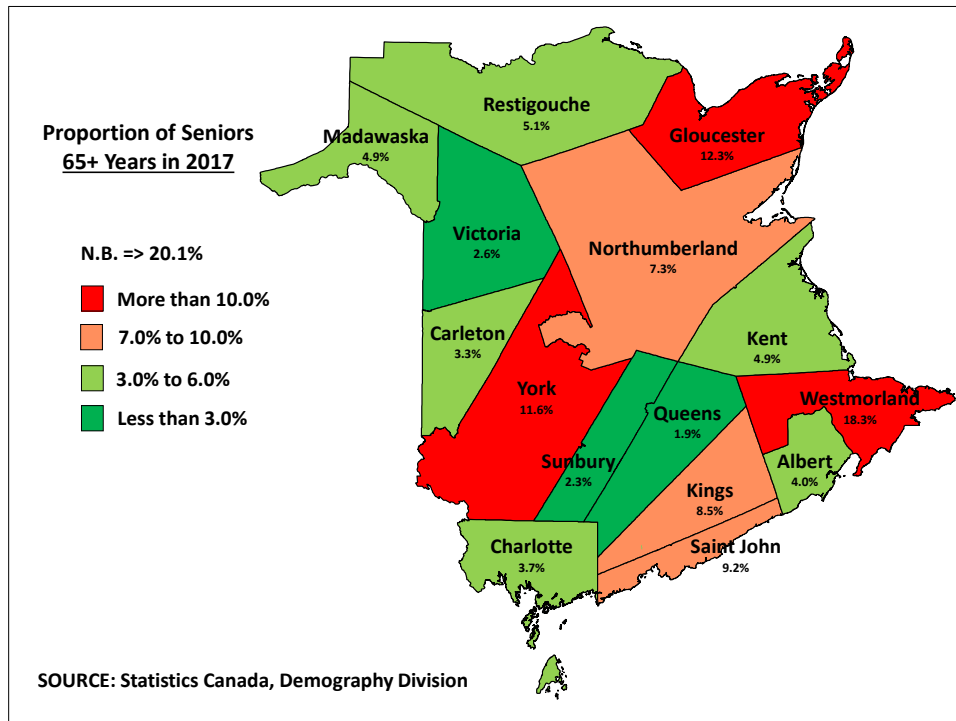 Proportion of Seniors
65+ Years in 2017
N.B. => 20.1%
More than 10.0%
7.0% to 10.0%
3.0% to 6.0%
Less than 3.0%
Restigouche
5.1%
Madawaska
4.9%
Gloucester
12.3%
Victoria
2.6%
Northumberland
7.3%
Carleton
3.3%
Kent
4.9%
York
11.6%
Westmorland
18.3%
Queens
1.9%
Sunbury
2.3%
Albert
4.0%
Kings
8.5%
Charlotte
3.7%
Saint John
9.2%
SOURCE: Statistics Canada, Demography Division